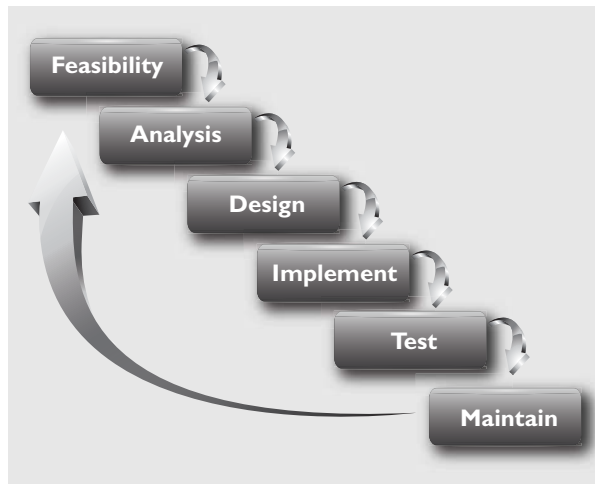 Feasibility
Analysis
Design
Implement
Test
Maintain